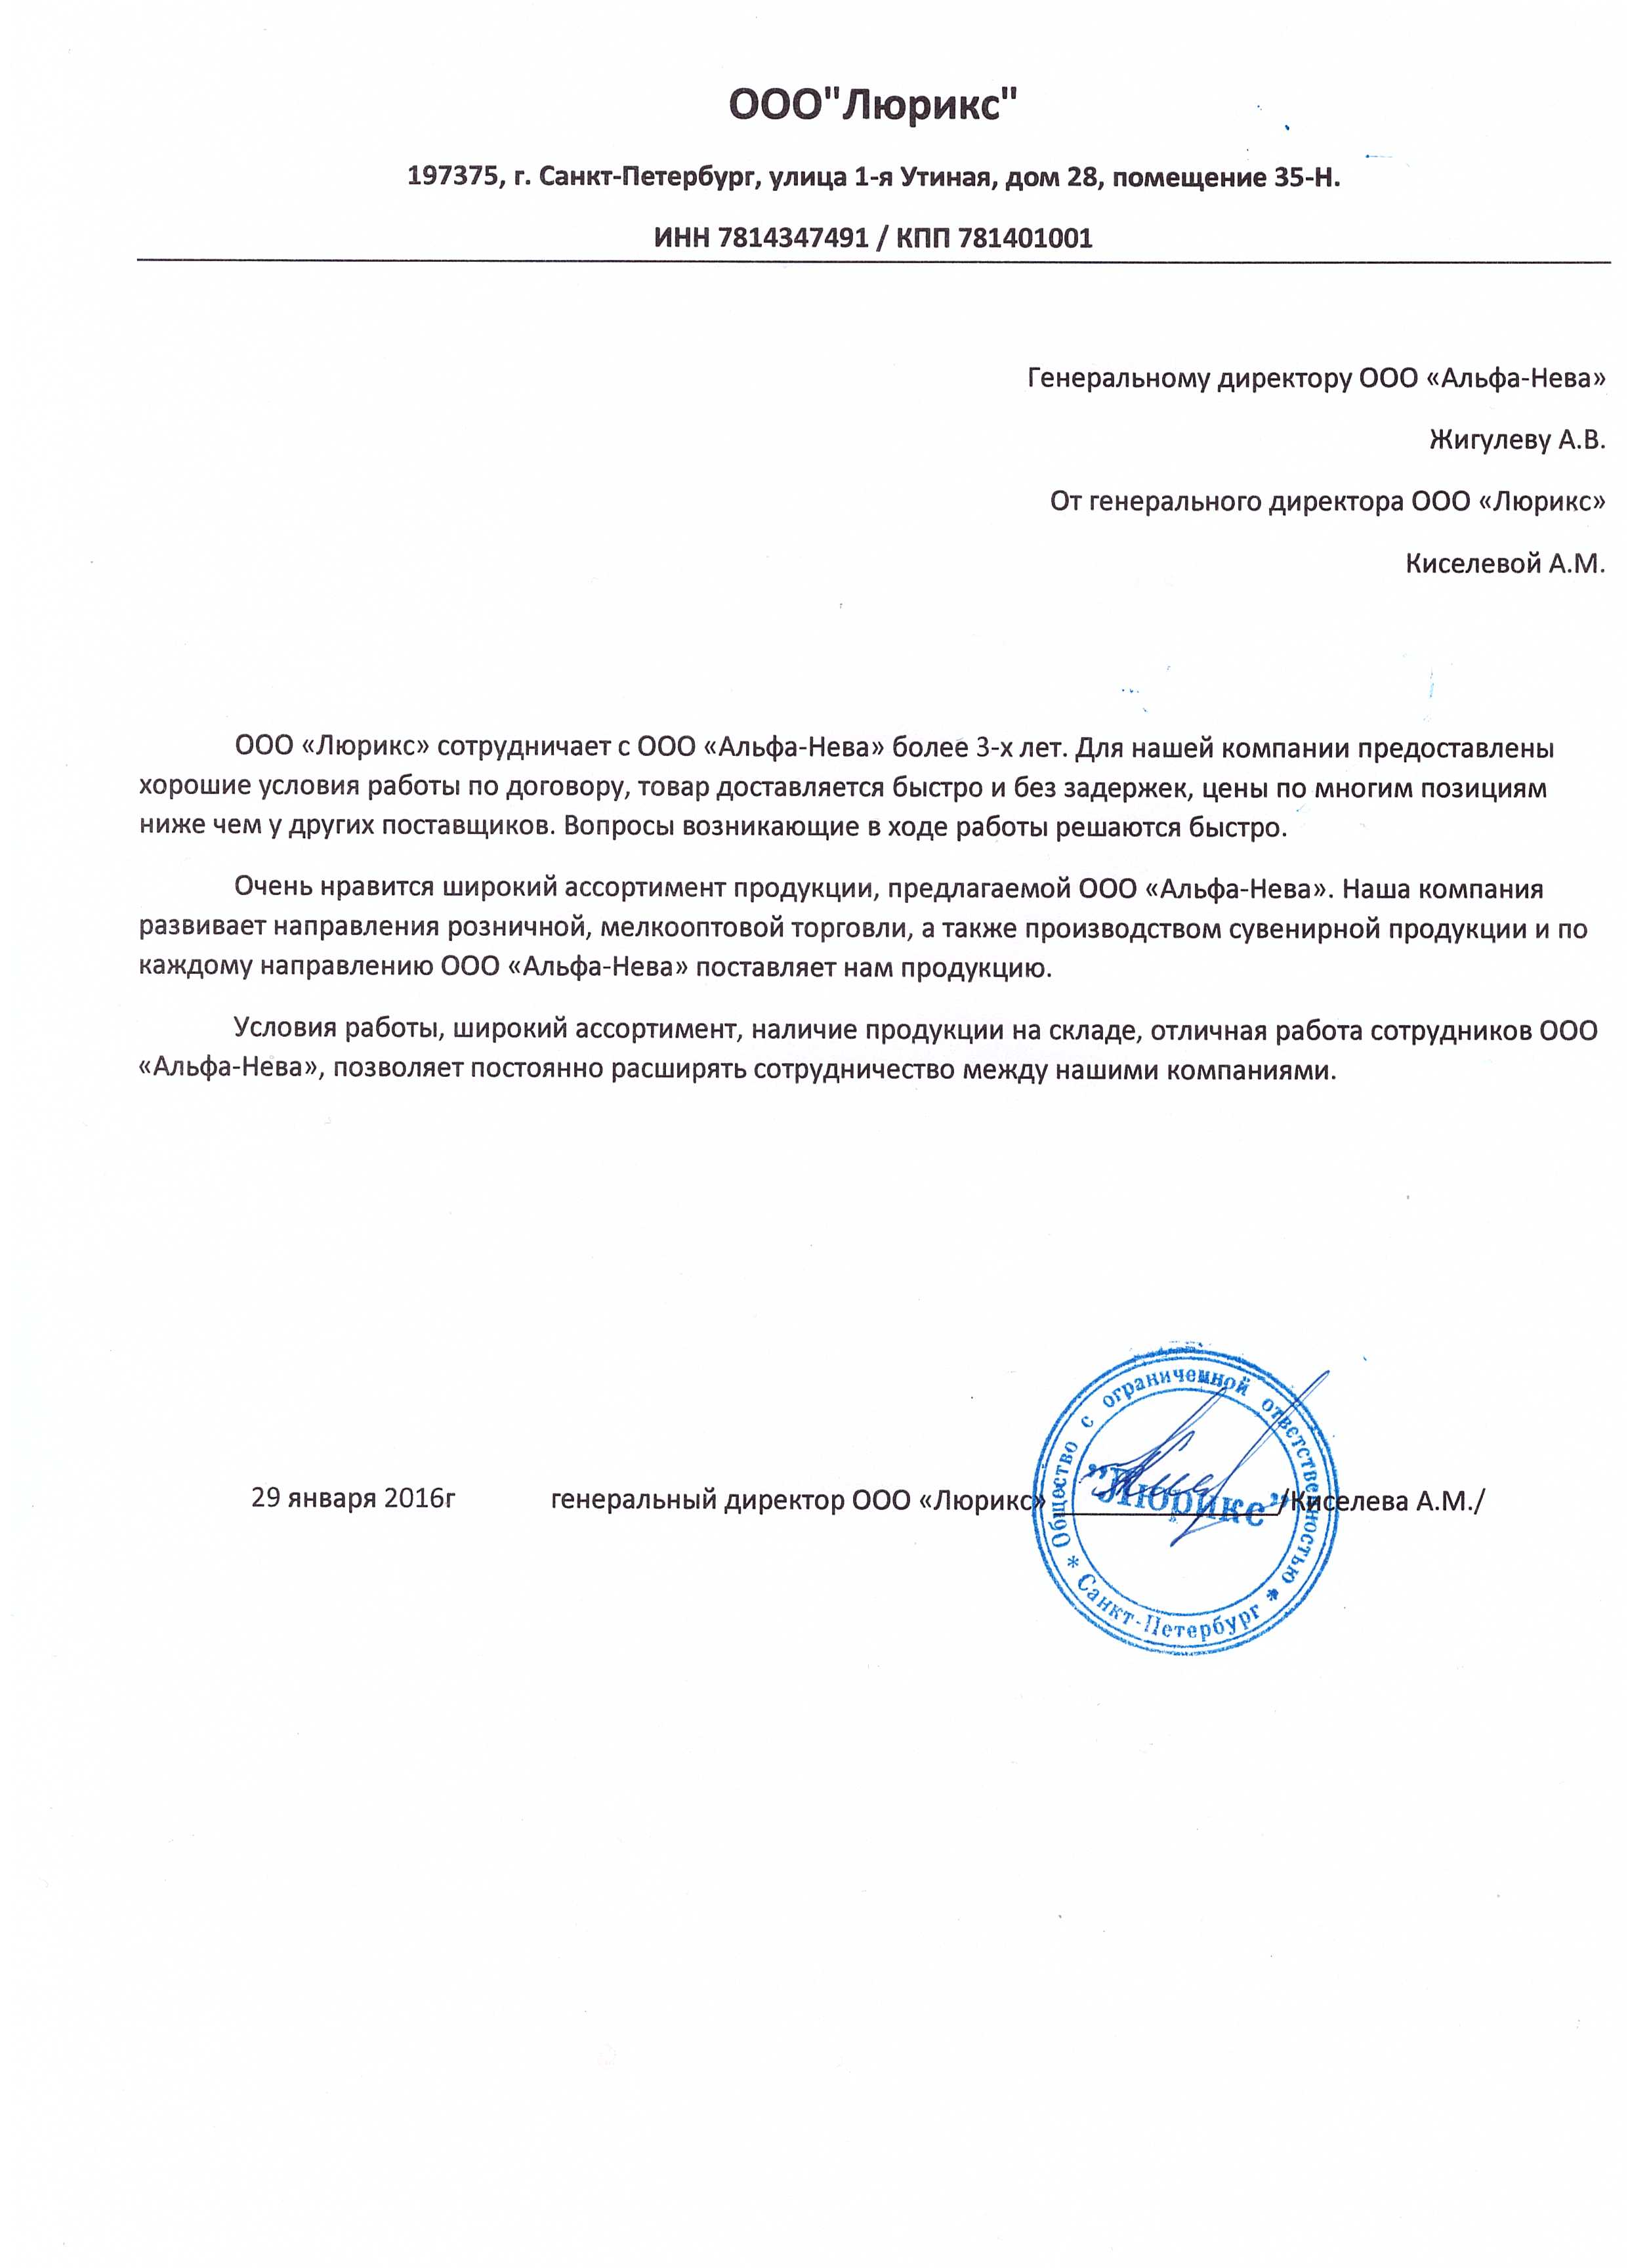 ООО"Люрикс"
197375, г. Санкт-Петербург, улица 1-я Утиная, дом 28, помещение 35-Н.
ИНН 7814347491 / КПП 781401001
Генеральному директору ООО «Альфа-Нева»
Жигулеву А.В.
От генерального директора ООО «Люрикс»
Киселевой А.М.
ООО «Люрикс» сотрудничает с ООО «Альфа-Нева» более 3-х лет. Для нашей компании предоставлены
хорошие условия работы по договору, товар доставляется быстро и без задержек, цены по многим позициям
ниже чем у других поставщиков. Вопросы возникающие в ходе работы решаются быстро.
Очень нравится широкий ассортимент продукции, предлагаемой ООО «Альфа-Нева». Наша компания
развивает направления розничной, мелкооптовой торговли, а также производством сувенирной продукции и по
каждому направлению ООО «Альфа-Нева» поставляет нам продукцию.
Условия работы, широкий ассортимент, наличие продукции на складе, отличная работа сотрудников ООО
«Альфа-Нева», позволяет постоянно расширять сотрудничество между нашими компаниями.
29 января 2016г генеральный директор ООО «Люрикс» /Киселева А.М./
Общество с ограниченной ответственностью
"Люрикс"
* Санкт-Петербург *